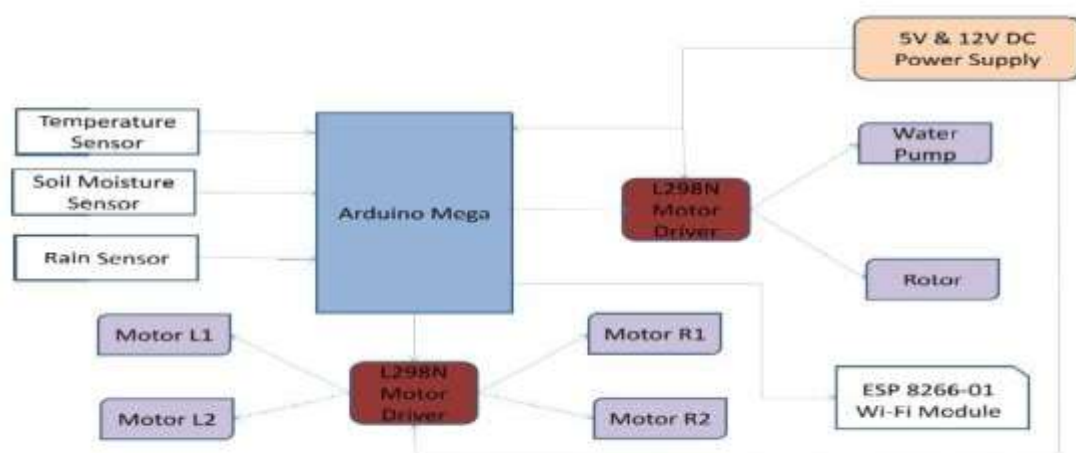 5V & 12V DC
Power Supply
Temperature
Sensor
Water
Pump
Soil Moisture
Sensor
Arduino Mega
L298N
Motor
Driver
Rain Sensor
Rotor
Motor L1
Motor R1
L298N
Motor
Driver
ESP 8266-01
Wi-Fi Module
Motor L2
Motor R2